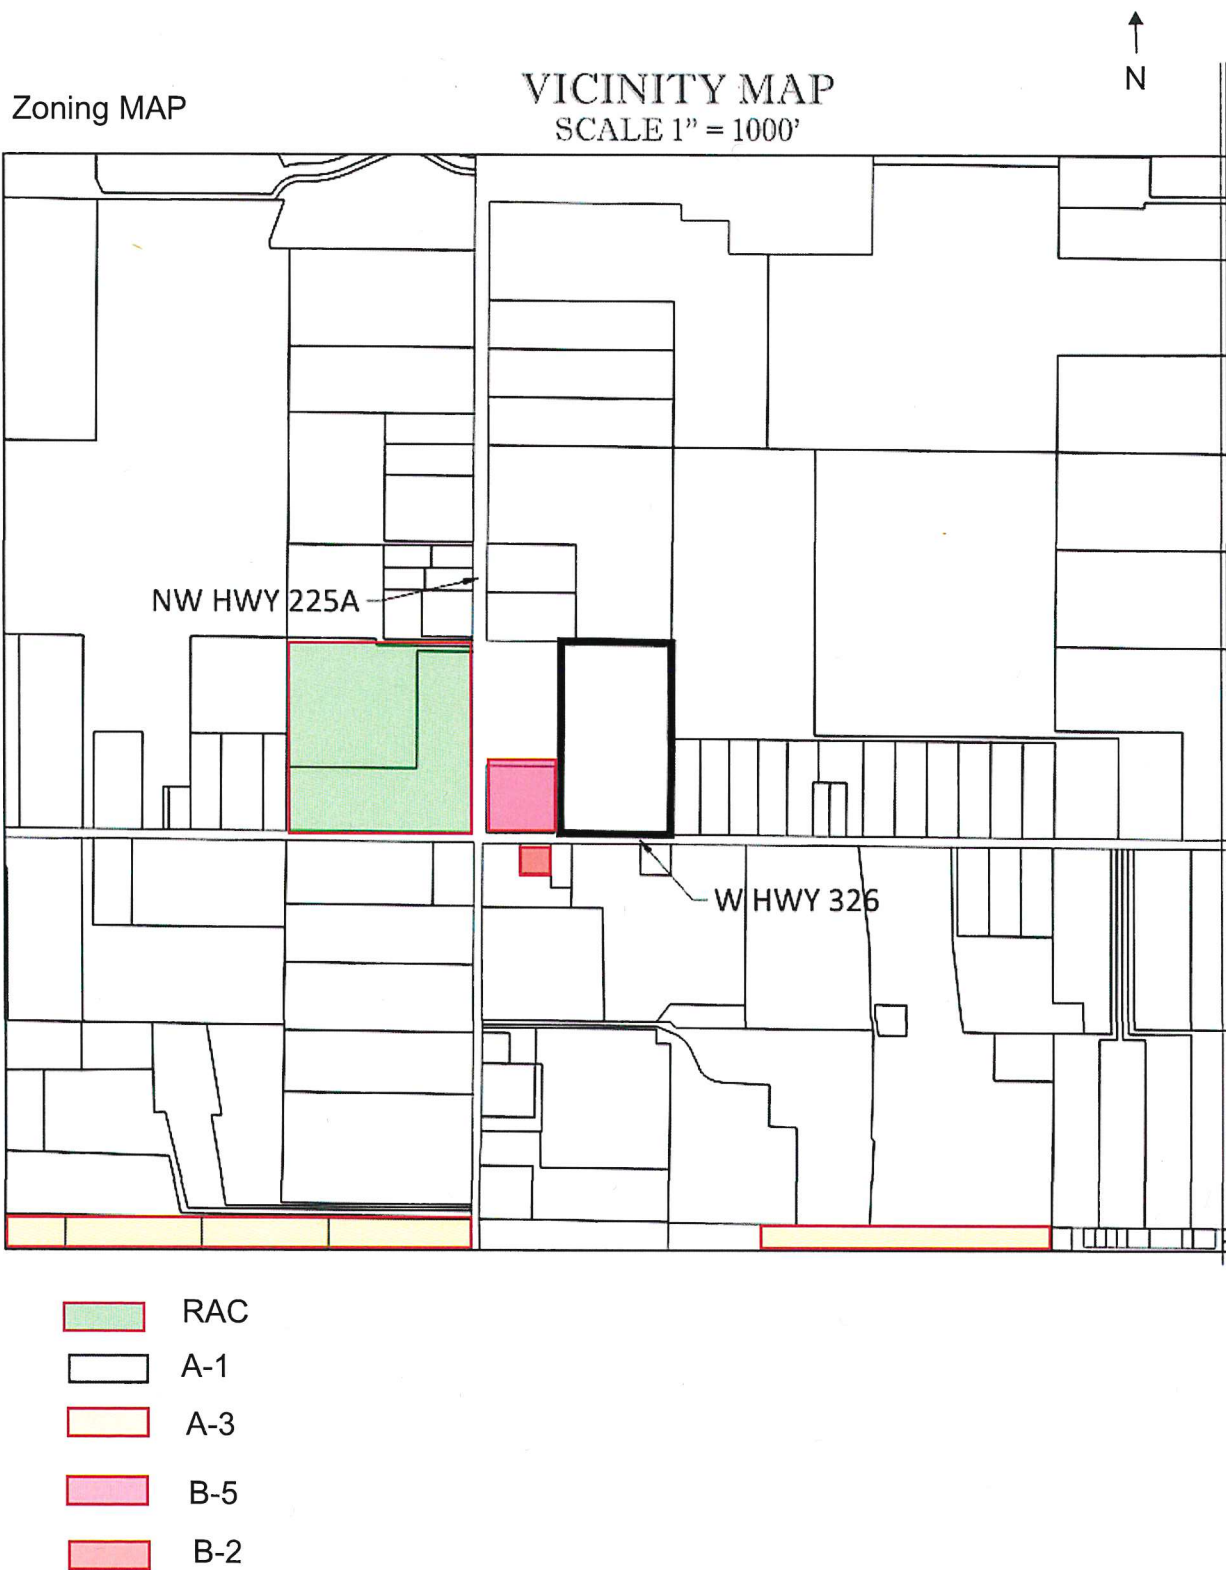 N
VICINITY MAP
Zoning MAP
SCALE 1" = 1000'
NW HWY 225A
W HWY 326
RAC
A-1
A-3
B-5
B-2